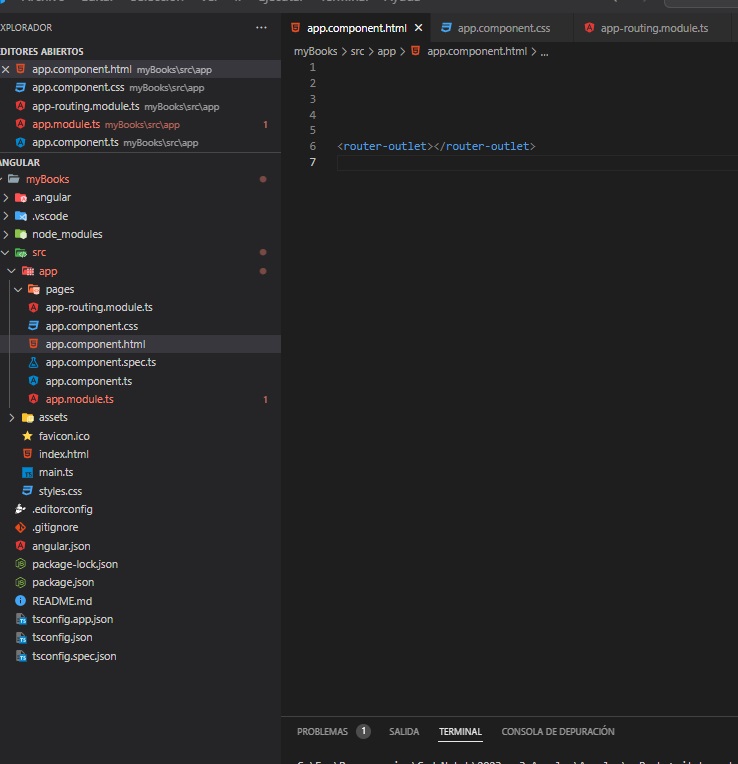 XPLORADOR
app.component.html
app.component.css
app-routing.module.ts
DITORES ABIERTOS
app.component.html myBooks\src\app
app.component.css myBooks\src\app
app-routing.module.ts myBooks\src\app
app.module.ts myBooks\src\app 1
app.component.ts myBooks\src\app
ANGULAR
myBooks
.angular
.vscode
node_modules
src
app
pages
app-routing.module.ts
app.component.css
app.component.html
app.component.spec.ts
app.component.ts
app.module.ts 1
assets
favicon.ico
index.html
main.ts
styles.css
.editorconfig
.gitignore
angular.json
package-lock.json
package.json
README.md
tsconfig.app.json
tsconfig.json
tsconfig.spec.json
myBooks > src > app > app.component.html > ...
1
2
3
4
5
6 <router-outlet></router-outlet>
7
PROBLEMAS 1 SALIDA TERMINAL CONSOLA DE DEPURACIÓN